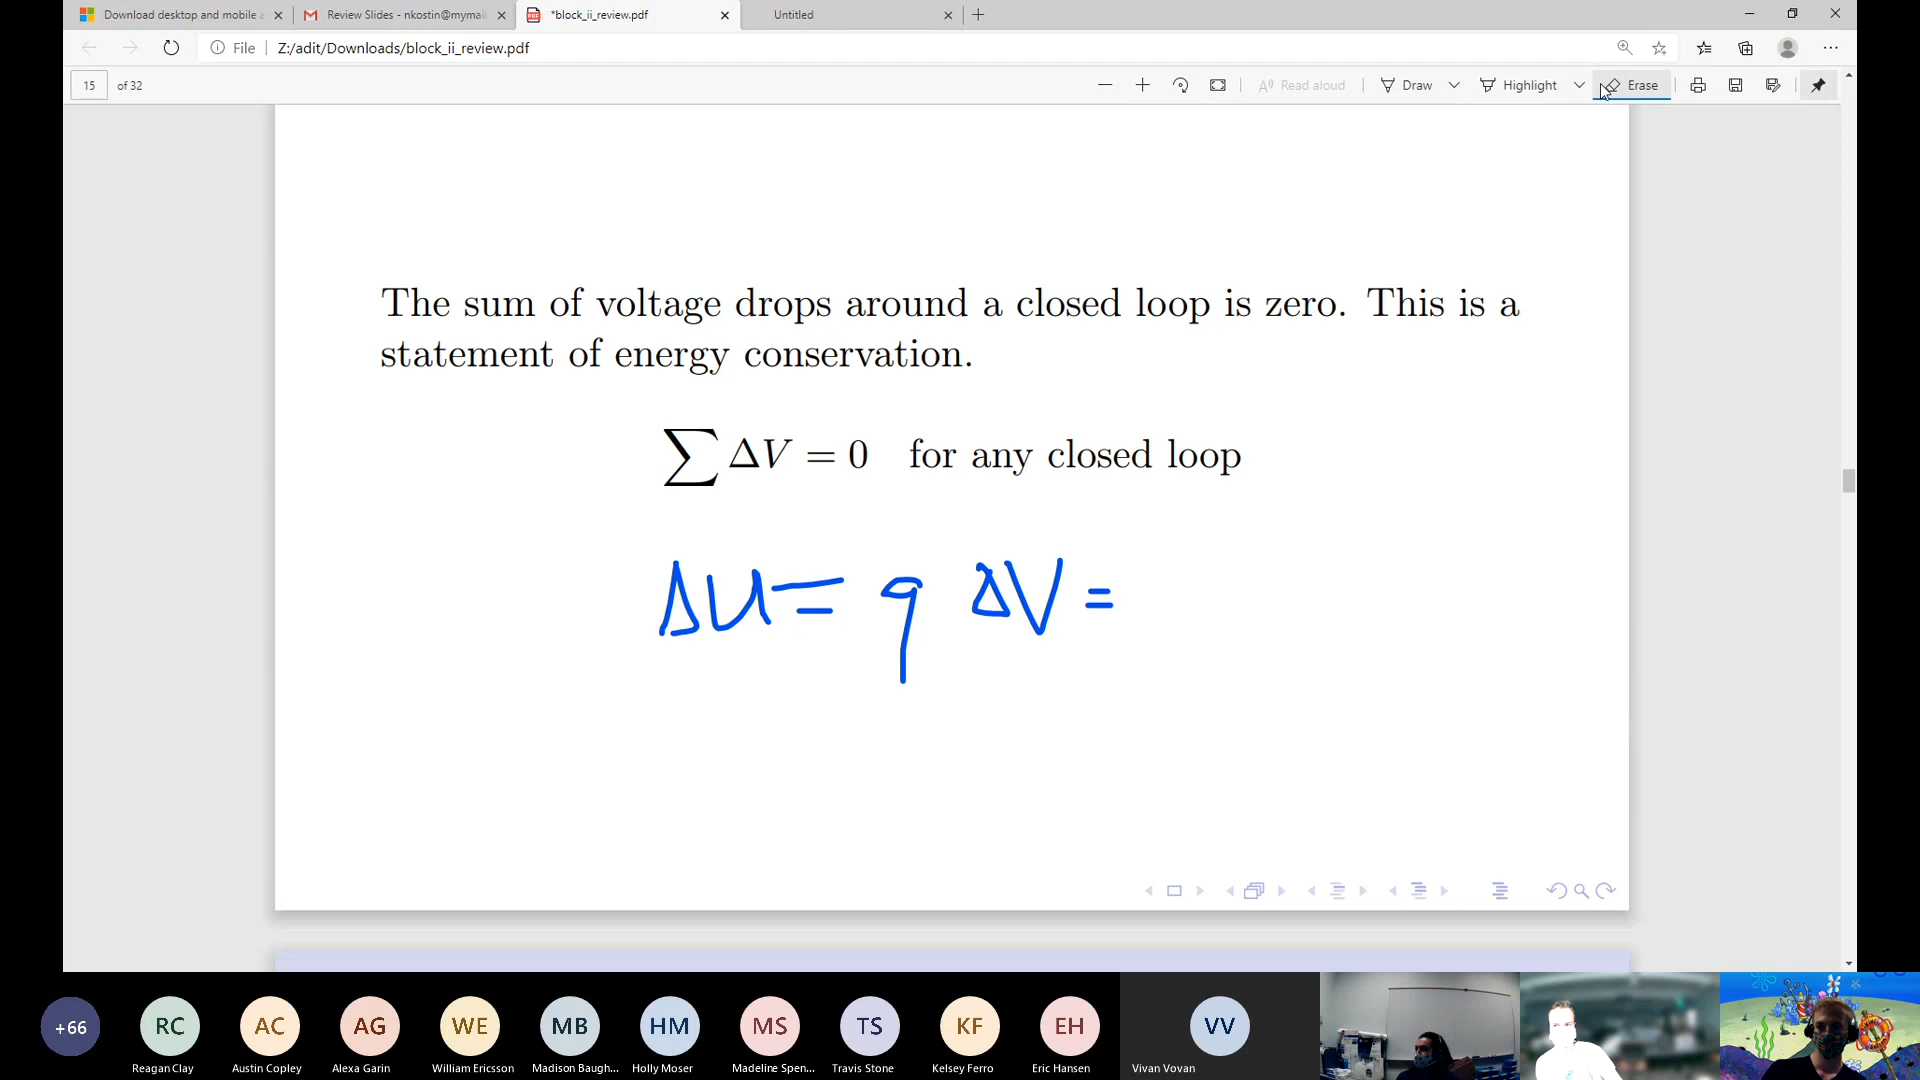 Download desktop and mobile a
Review Slides - nkostin@mymai
*block_ii_review.pdf
Untitled
File
Z:/adit/Downloads/block_ii_review.pdf
15 of 32
Read aloud
Draw
Highlight
Erase
The sum of voltage drops around a closed loop is zero. This is a
statement of energy conservation.
∑ ΔV = 0 for any closed loop
ΔU = q ΔV =
+66
RC
AC
AG
WE
MB
HM
MS
TS
KF
EH
VV
Reagan Clay
Austin Copley
Alexa Garin
William Ericsson
Madison Baugh...
Holly Moser
Madeline Spen...
Travis Stone
Kelsey Ferro
Eric Hansen
Vivan Vovan